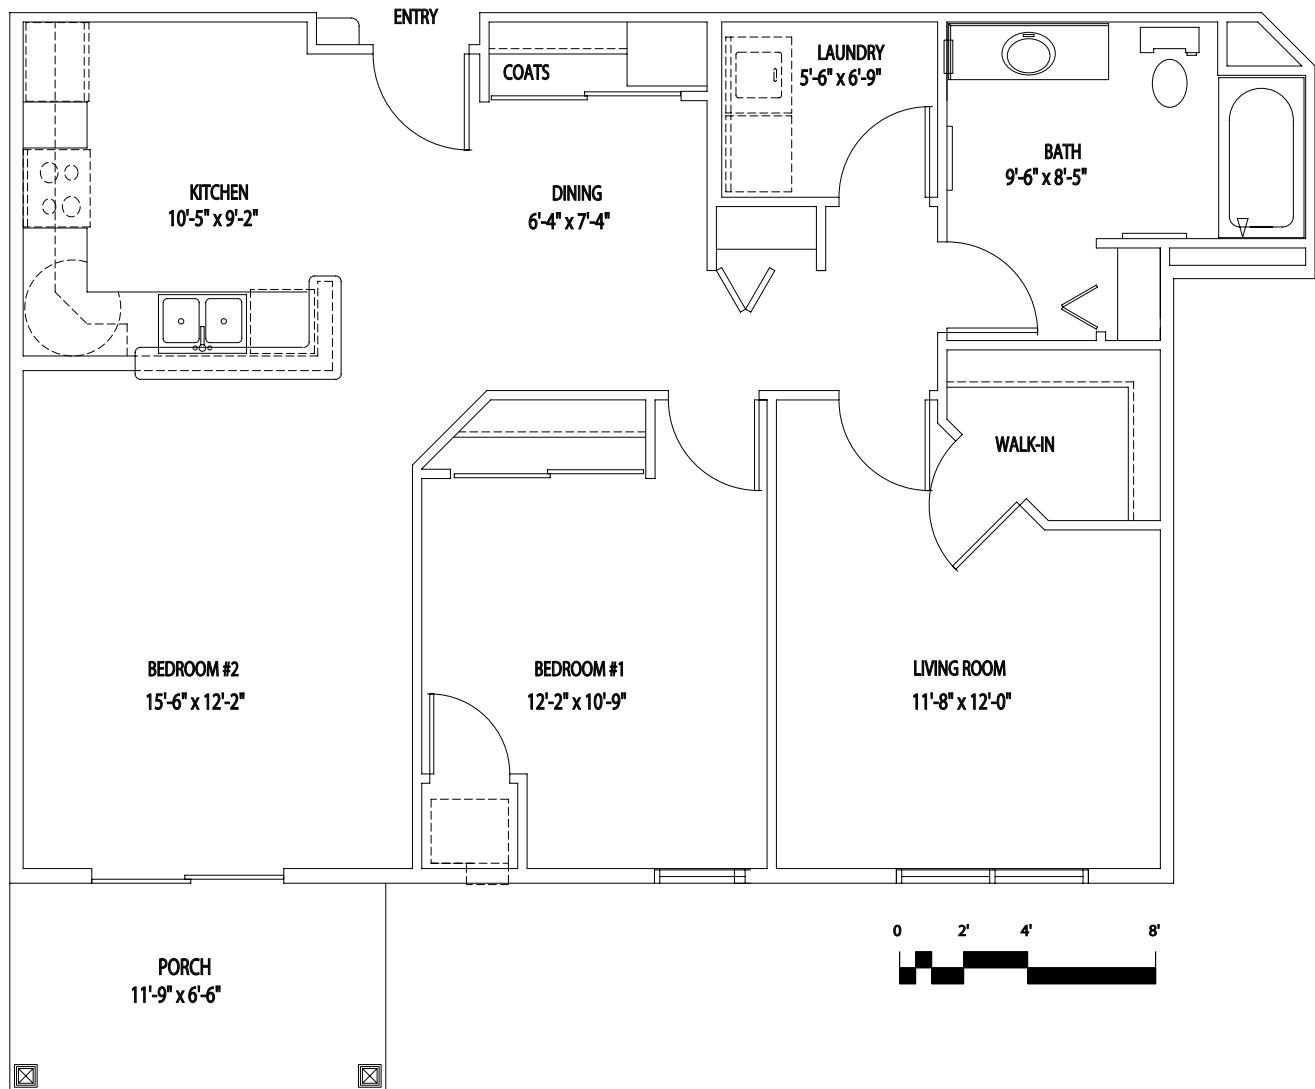 ENTRY
COATS
LAUNDRY
5'-6" x 6'-9"
BATH
9'-6" x 8'-5"
KITCHEN
10'-5" x 9'-2"
DINING
6'-4" x 7'-4"
WALK-IN
BEDROOM #2
15'-6" x 12'-2"
BEDROOM #1
12'-2" x 10'-9"
LIVING ROOM
11'-8" x 12'-0"
0 2' 4' 8'
PORCH
11'-9" x 6'-6"